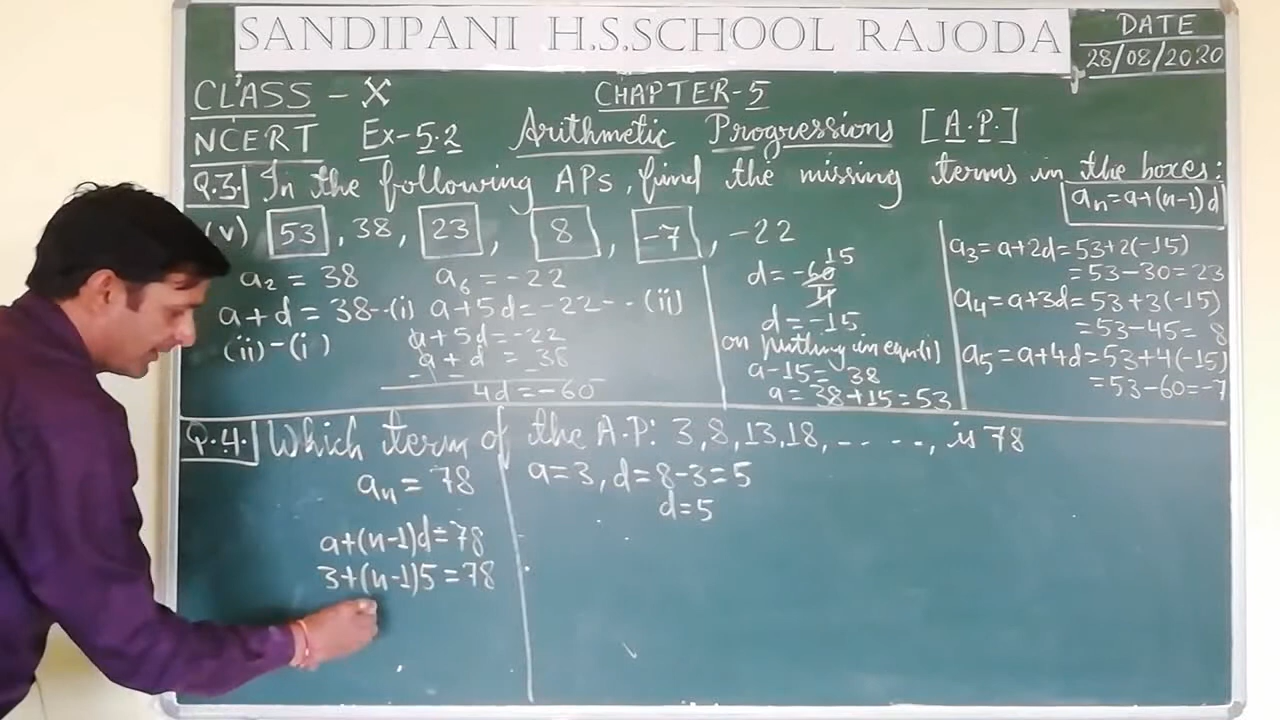 SANDIPANI H.S.SCHOOL RAJODA
DATE
28/08/2020
CLASS - X
CHAPTER-5
NCERT Ex-5.2 Arithmetic Progressions [A.P.]
Q.3. In the following APs, find the missing terms in the boxes:
aₙ=a+(n-1)d
(v) 53, 38, 23, 8, -7, -22
a₂ = 38
a₆ = -22
a+d = 38--(i)
a+5d=-22--(ii)
(ii)-(i)
a+5d=-22
a+d = 38
- - -
4d=-60
15
d=-60
4
d=-15
on putting in eqn(i)
a-15= 38
a=38+15=53
a₃=a+2d=53+2(-15)
=53-30=23
a₄=a+3d=53+3(-15)
=53-45= 8
a₅=a+4d=53+4(-15)
=53-60=-7
Q.4. Which term of the A.P: 3,8,13,18, -- --, is 78
aₙ = 78
a+(n-1)d=78
3+(n-1)5=78
a=3, d=8-3=5
d=5